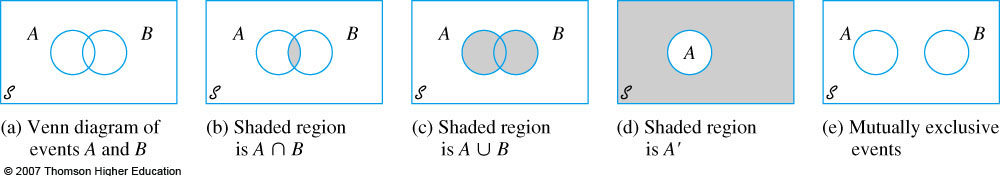 A B
𝒮
(a) Venn diagram of
events A and B
A B
𝒮
(b) Shaded region
is A ∩ B
A B
𝒮
(c) Shaded region
is A ∪ B
A
𝒮
(d) Shaded region
is A′
A B
𝒮
(e) Mutually exclusive
events
© 2007 Thomson Higher Education